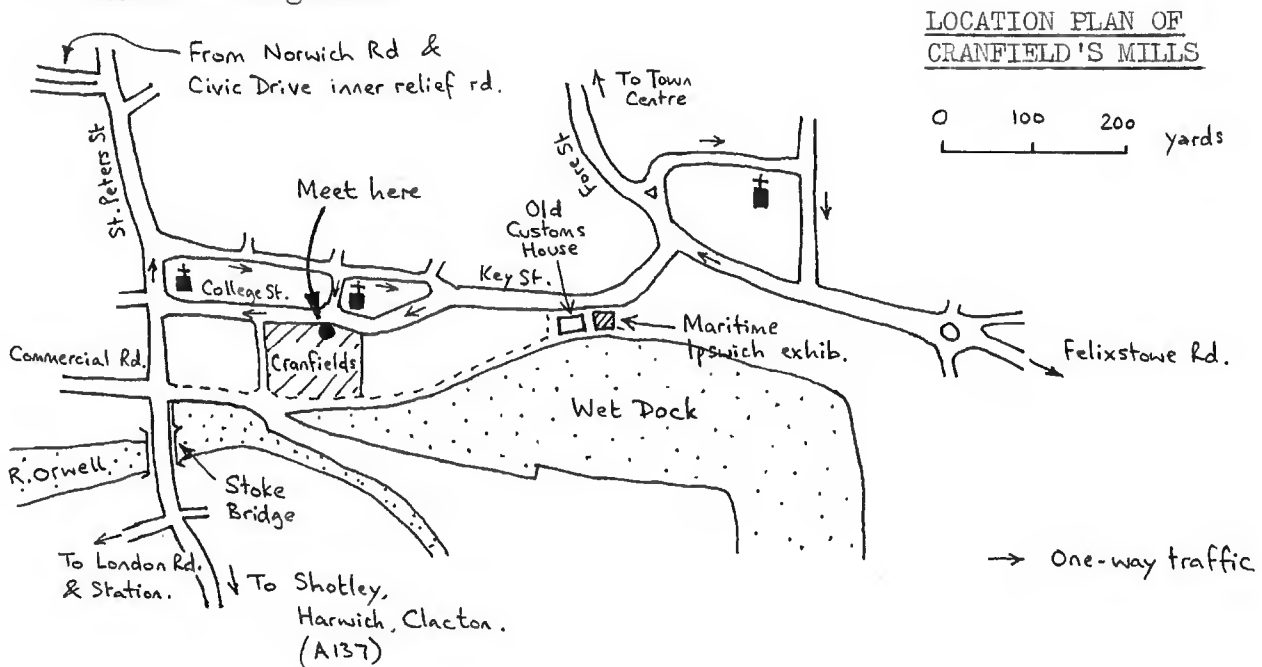 LOCATION PLAN OF
CRANFIELD'S MILLS
0 100 200 yards
From Norwich Rd &
Civic Drive inner relief rd.
To Town
Centre
St. Peters St
Fore St
Meet here
Old
Customs
House
Key St.
College St.
Maritime
Ipswich exhib.
Commercial Rd.
Cranfields
Felixstowe Rd.
Wet Dock
R. Orwell
Stoke
Bridge
To London Rd.
& Station.
To Shotley,
Harwich, Clacton.
(A137)
One-way traffic